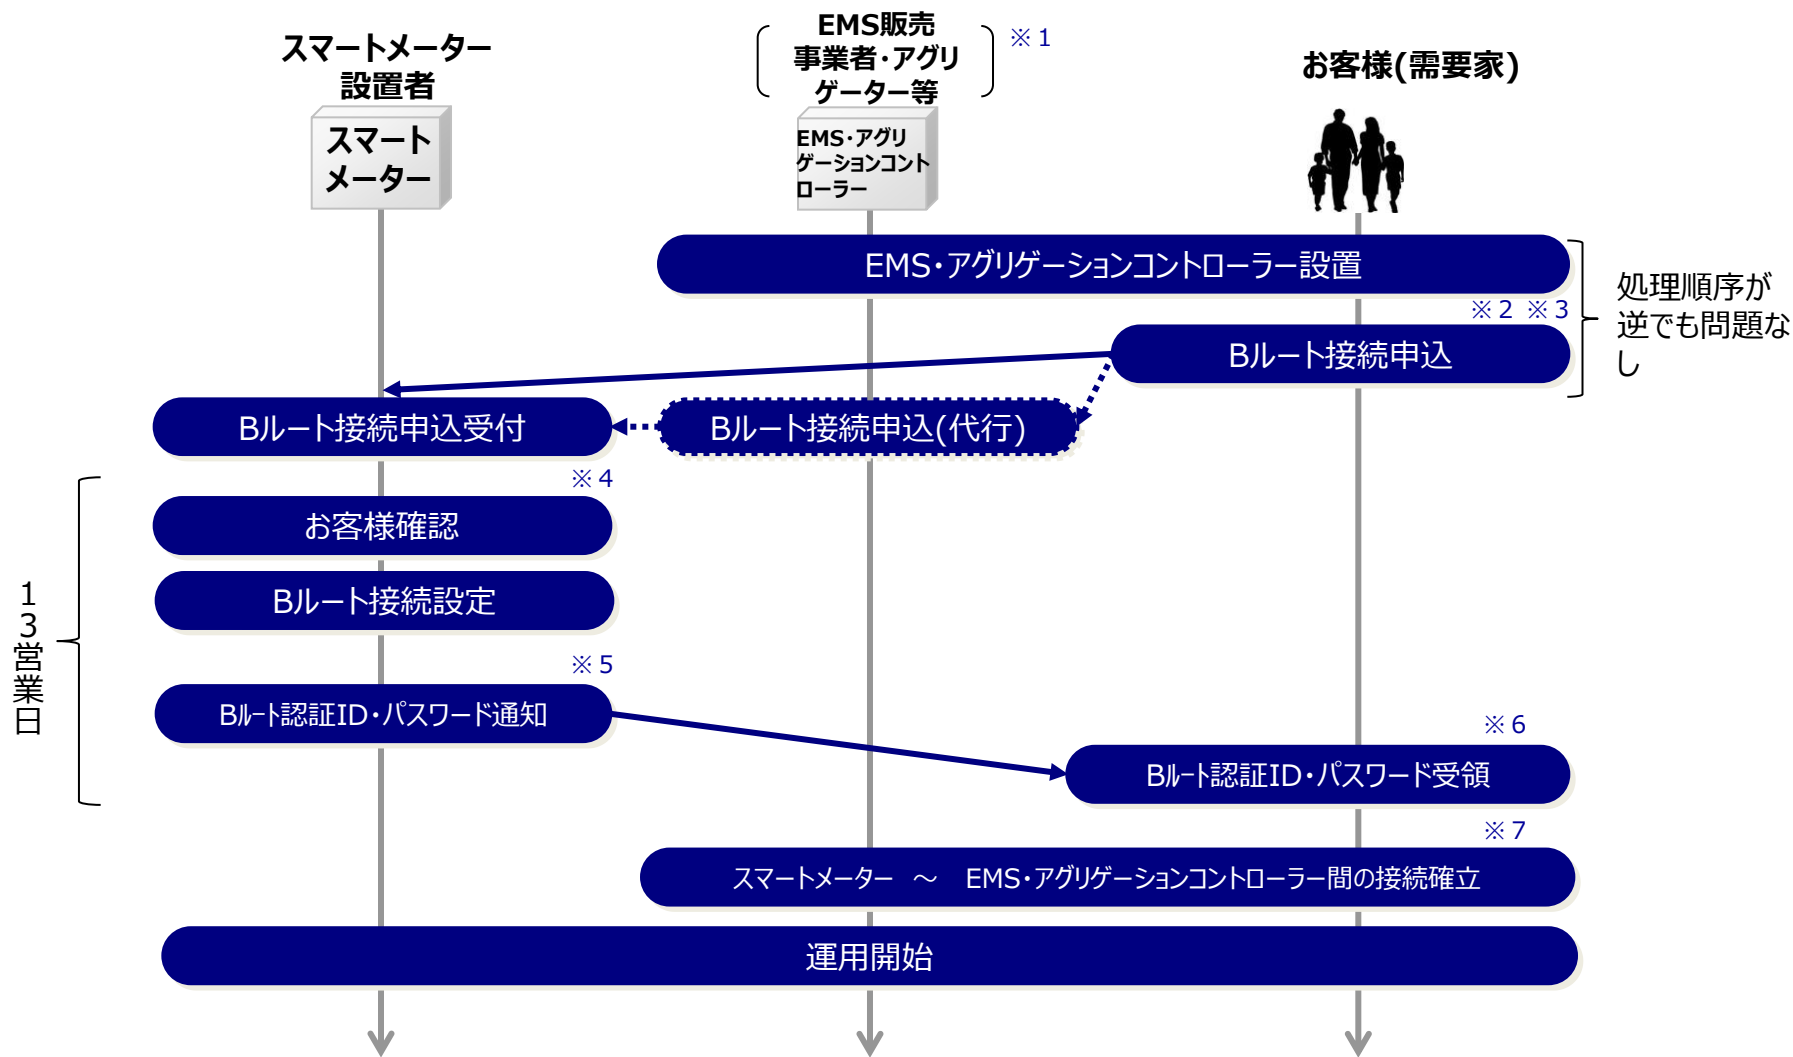 スマートメーター
設置者
EMS販売
事業者・アグリ
ゲーター等
※１
お客様(需要家)
スマート
メーター
EMS・アグリ
ゲーションコント
ローラー
EMS・アグリゲーションコントローラー設置
※２ ※３
処理順序が
逆でも問題な
し
Bルート接続申込
Bルート接続申込受付
Bルート接続申込(代行)
※４
お客様確認
Bルート接続設定
１３営業日
※５
Bﾙｰﾄ認証ID・パスワード通知
※６
Bﾙｰﾄ認証ID・パスワード受領
※７
スマートメーター　～　EMS・アグリゲーションコントローラー間の接続確立
運用開始